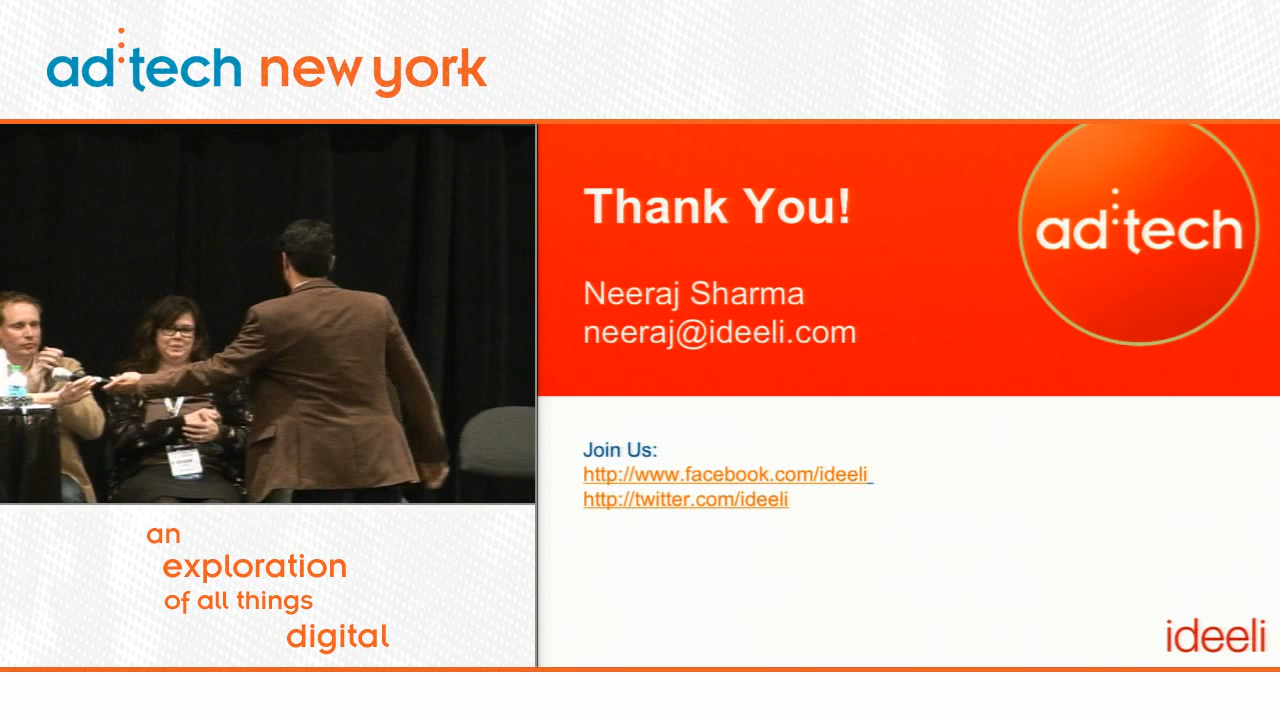 ad:tech new york
Thank You!
ad:tech
Neeraj Sharma
neeraj@ideeli.com
Join Us:
http://www.facebook.com/ideeli
http://twitter.com/ideeli
an
exploration
of all things
digital
ideeli